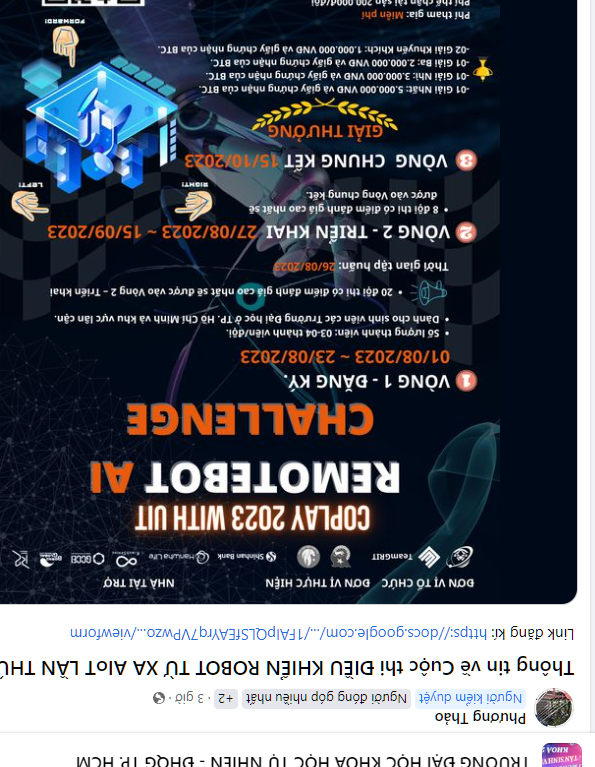 TRƯỜNG ĐẠI HỌC KHOA HỌC TỰ NHIÊN - ĐHQG TP. HCM
Phương Thảo
Người kiểm duyệt Người đóng góp nhiều nhất +2 · 3 giờ ·
Thông tin về Cuộc thi ĐIỀU KHIỂN ROBOT TỪ XA AIoT LẦN THỨ
Link đăng kí: https://docs.google.com/.../1FAIpQLSfEAYrq7VPwzo.../viewform
ĐƠN VỊ TỔ CHỨC ĐƠN VỊ THỰC HIỆN NHÀ TÀI TRỢ
TeamGRIT Shinhan Bank Hanwha Life OCB
COPLAY 2023 WITH UIT
REMOTEBOT AI
CHALLENGE
1 VÒNG 1 - ĐĂNG KÝ.
01/08/2023 ~ 23/08/2023
• Số lượng thành viên: 03-04 thành viên/đội.
• Dành cho sinh viên các Trường Đại học ở TP. Hồ Chí Minh và khu vực lân cận.
• 20 đội thi có điểm đánh giá cao nhất sẽ được vào Vòng 2 – Triển khai
Thời gian tập huấn: 26/08/2023
2 VÒNG 2 - TRIỂN KHAI 27/08/2023 ~ 15/09/2023
• 8 đội thi có điểm đánh giá cao nhất sẽ
được vào Vòng chung kết.
RIGHT! LEFT!
3 VÒNG CHUNG KẾT 15/10/2023
GIẢI THƯỞNG
-01 Giải Nhất: 5.000.000 VNĐ và giấy chứng nhận của BTC.
-01 Giải Nhì: 3.000.000 VNĐ và giấy chứng nhận của BTC.
-01 Giải Ba: 2.000.000 VNĐ và giấy chứng nhận của BTC.
-02 Giải Khuyến Khích: 1.000.000 VNĐ và giấy chứng nhận của BTC.
FORWARD!
Phí tham gia: Miễn phí
Phí thế chân tài sản 200.000đ/đội